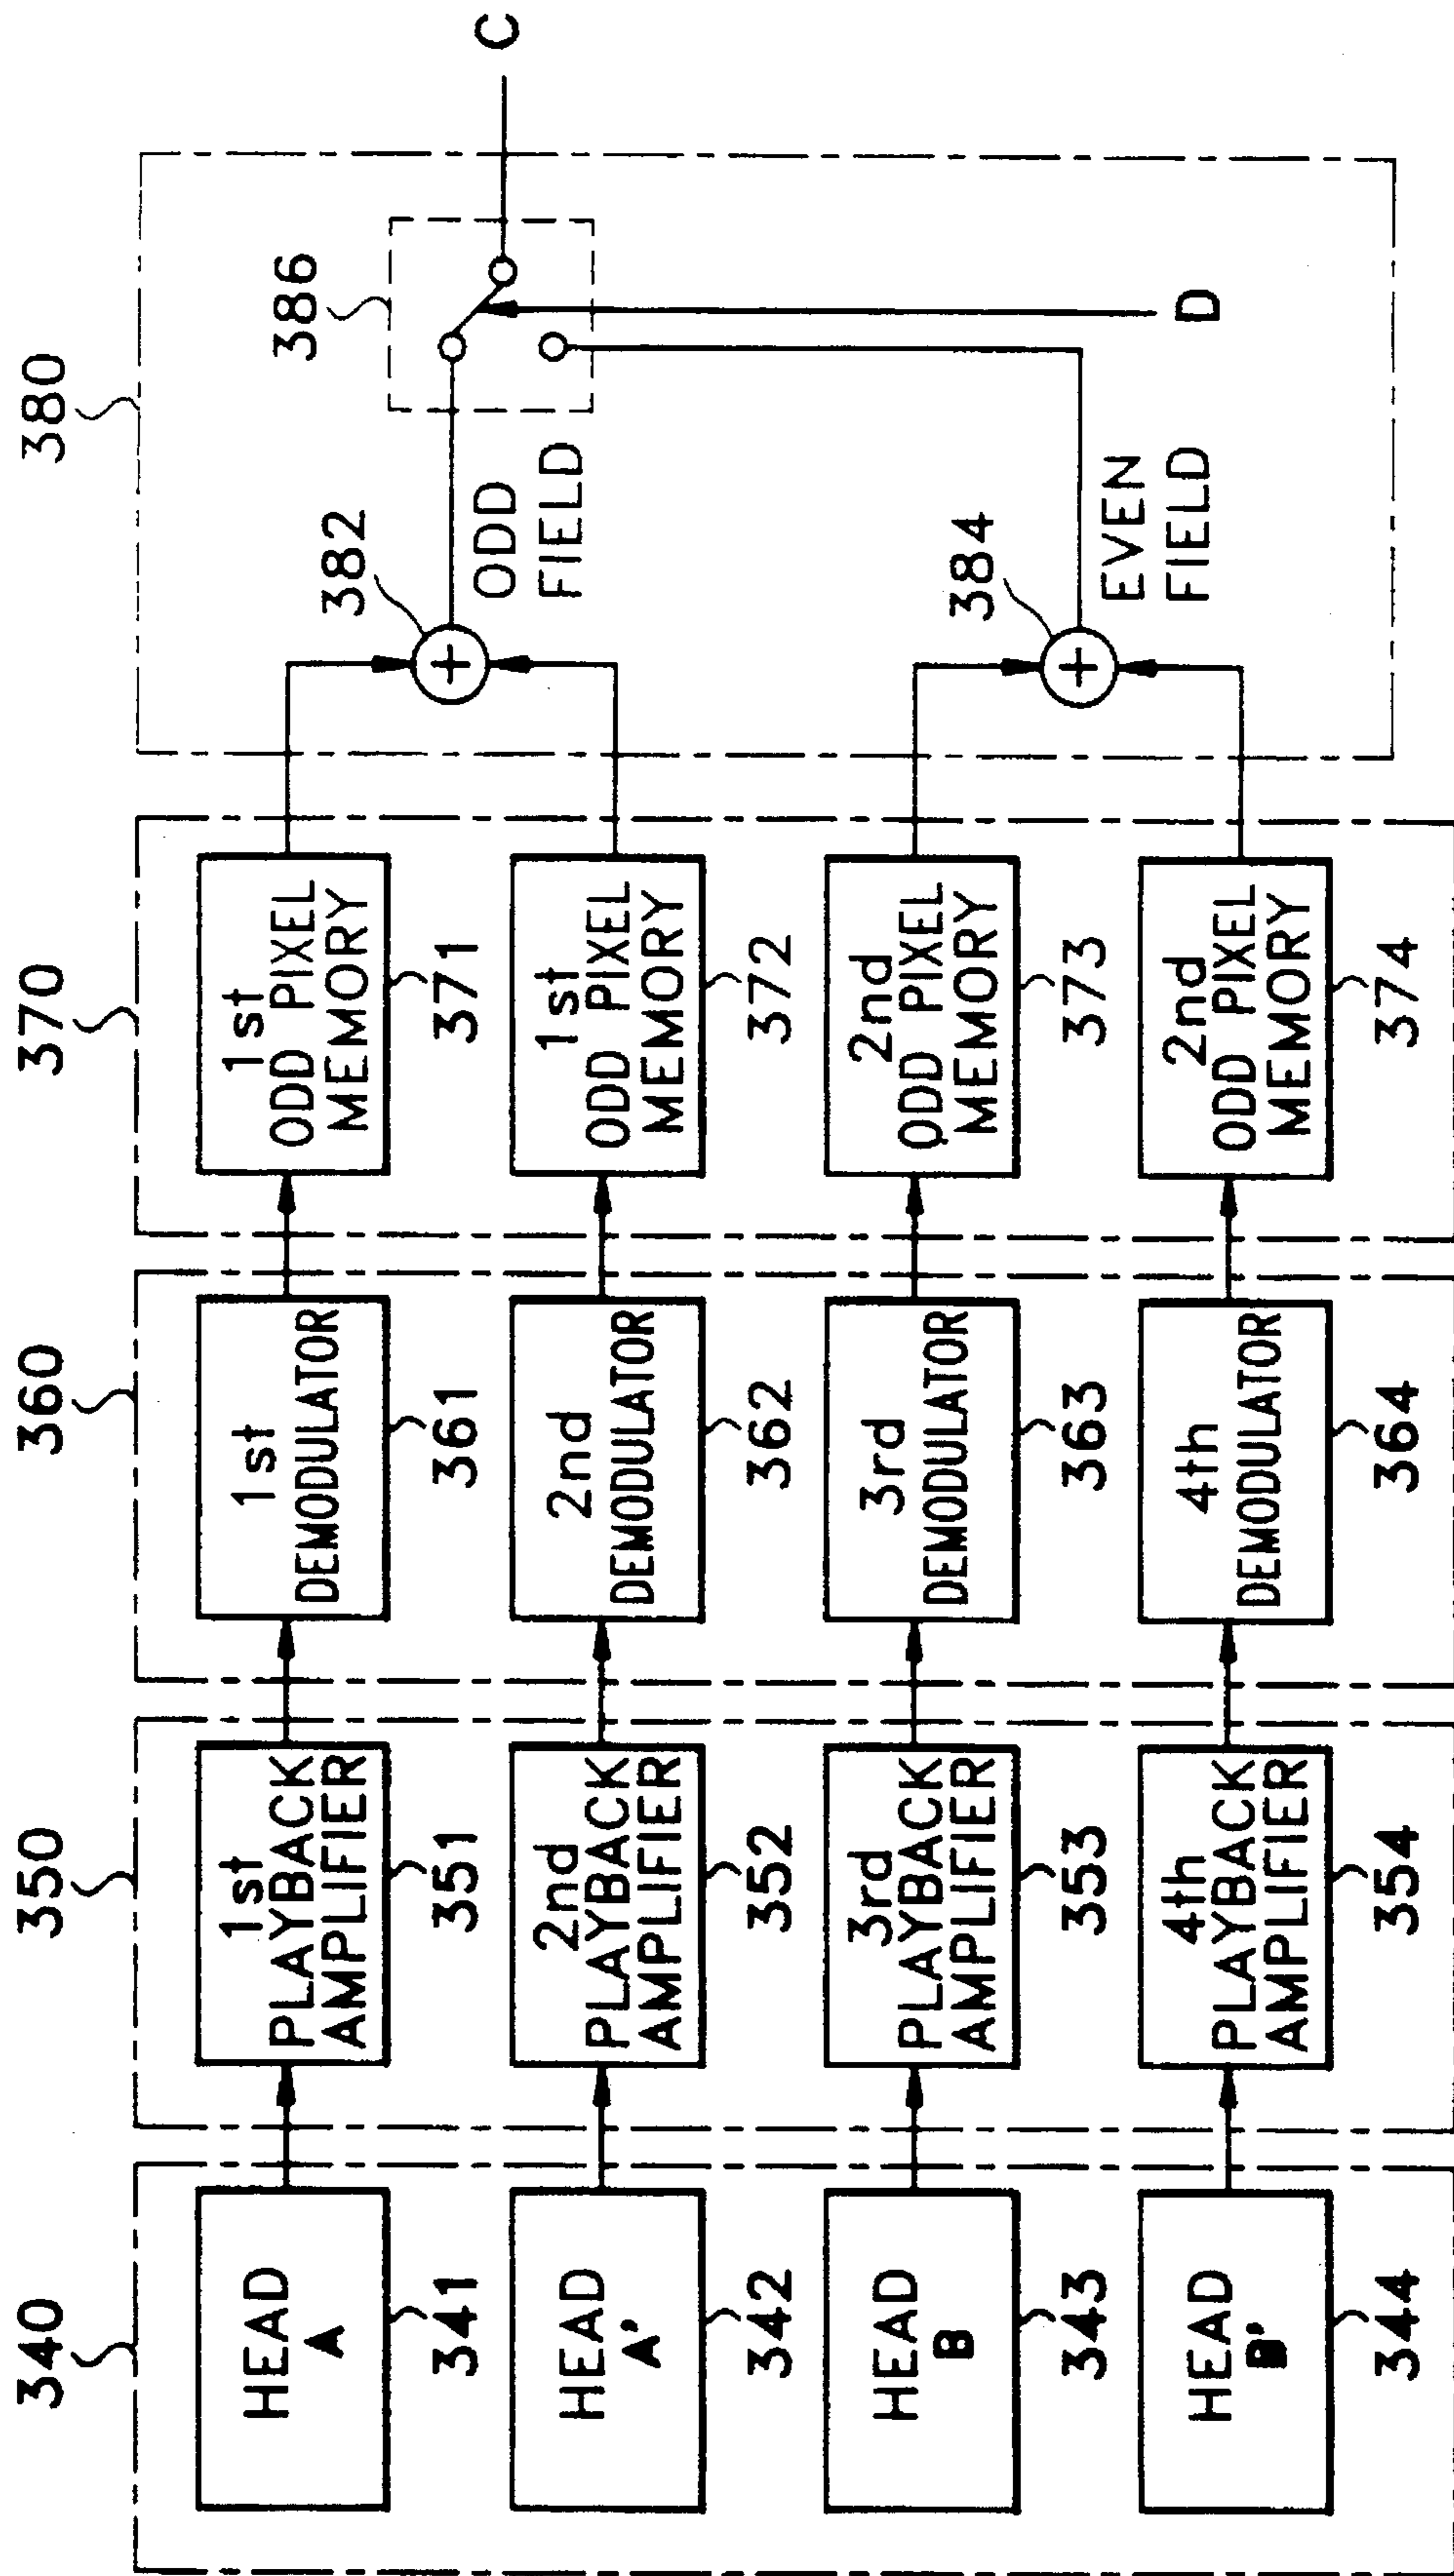 340
350
360
370
380
HEAD
A
341
1st
PLAYBACK
AMPLIFIER
351
1st
DEMODULATOR
361
1st
ODD PIXEL
MEMORY
371
382
ODD
FIELD
386
C
HEAD
A'
342
2nd
PLAYBACK
AMPLIFIER
352
2nd
DEMODULATOR
362
1st
ODD PIXEL
MEMORY
372
HEAD
B
343
3rd
PLAYBACK
AMPLIFIER
353
3rd
DEMODULATOR
363
2nd
ODD PIXEL
MEMORY
373
384
EVEN
FIELD
D
HEAD
B'
344
4th
PLAYBACK
AMPLIFIER
354
4th
DEMODULATOR
364
2nd
ODD PIXEL
MEMORY
374
+
+